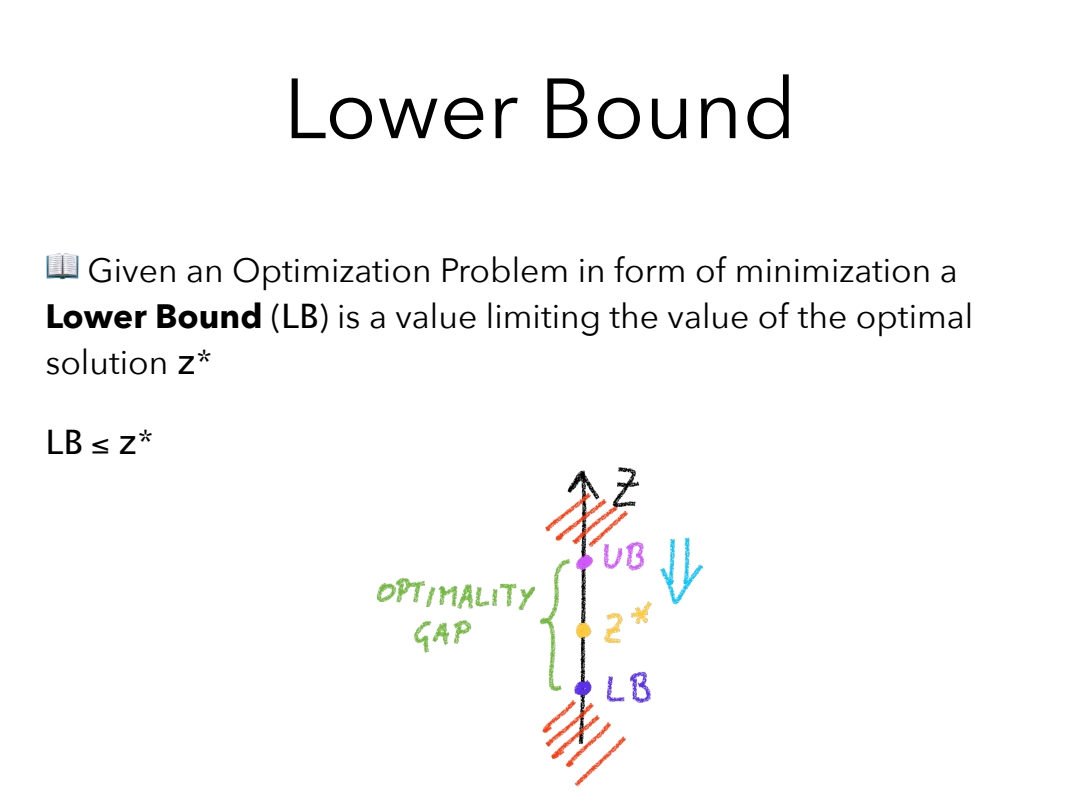 Lower Bound
📖 Given an Optimization Problem in form of minimization a
Lower Bound (LB) is a value limiting the value of the optimal
solution z*
LB ≤ z*
Z
UB
OPTIMALITY
GAP
Z*
LB